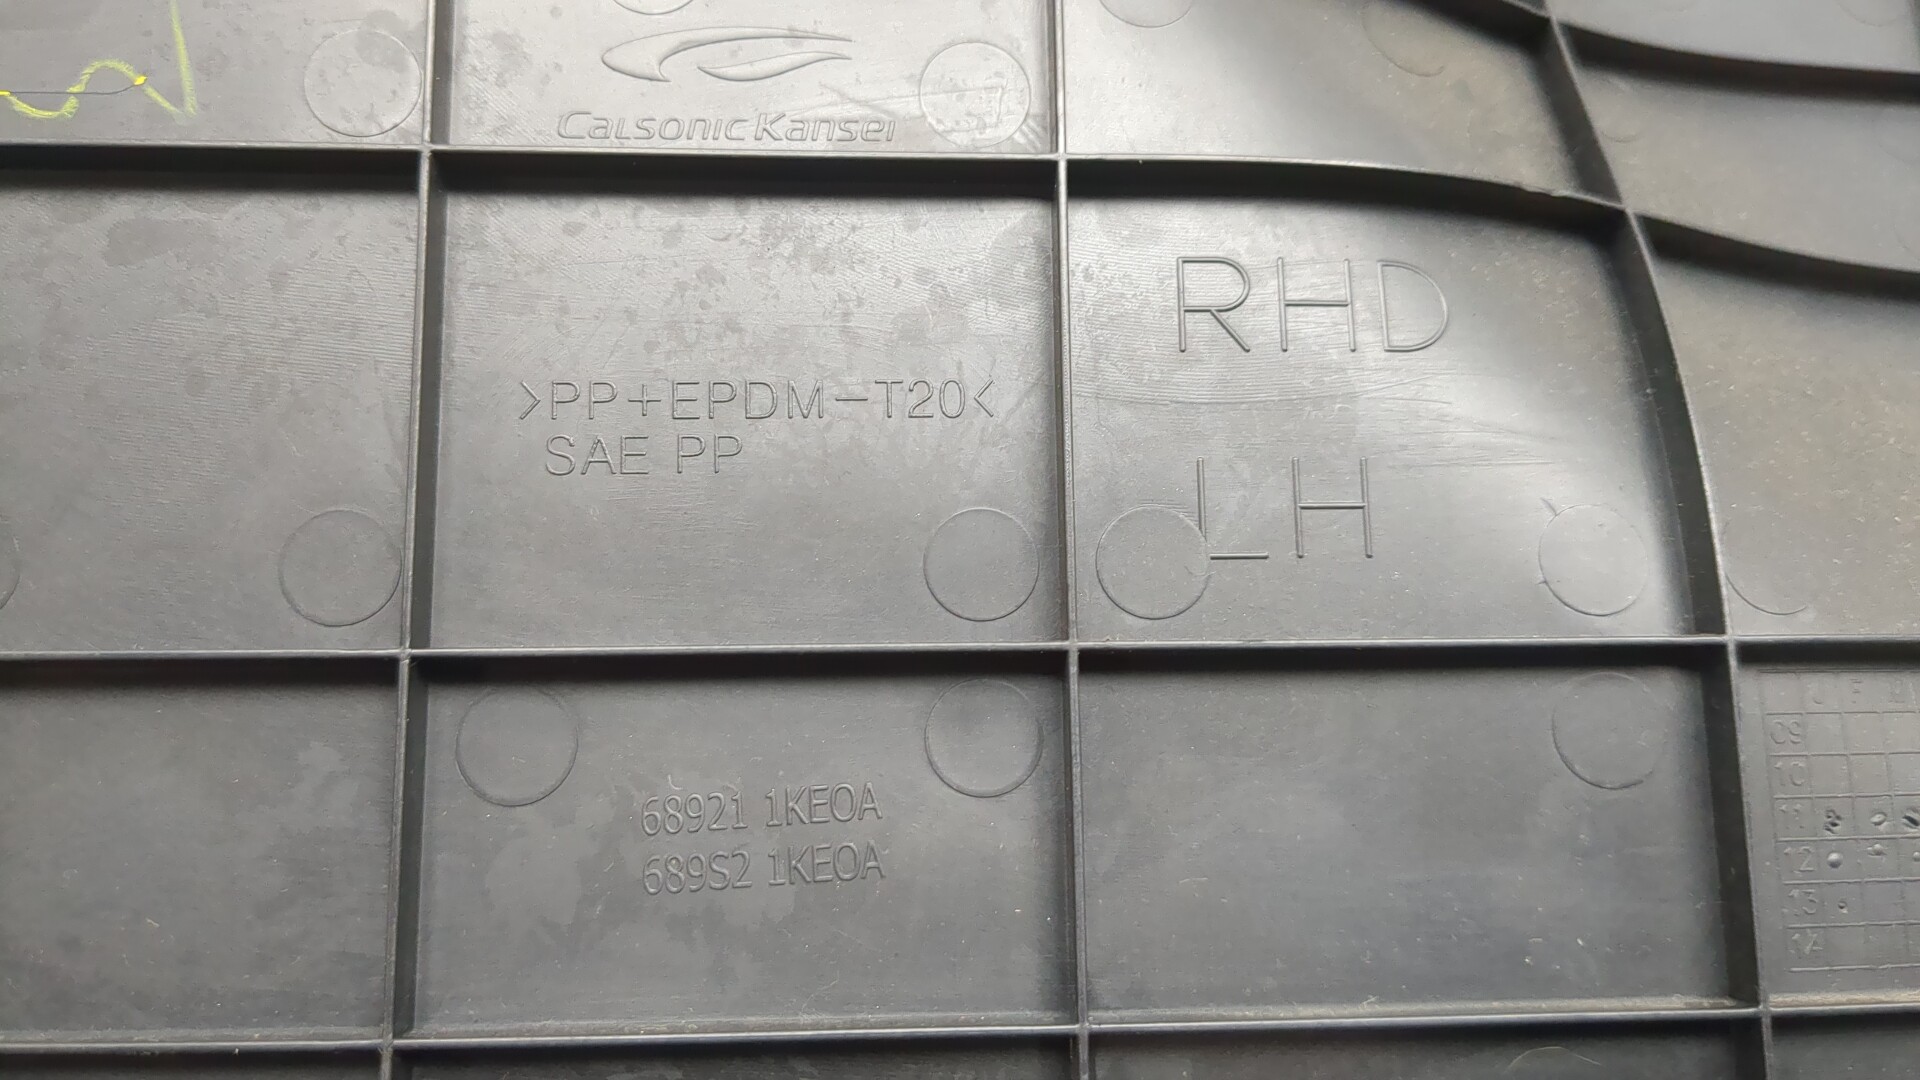 CalsonicKansei
RHD
>PP+EPDM-T20<
SAE PP
LH
68921 1KE0A
689S2 1KE0A
J F M
09
10
11
12
13
14